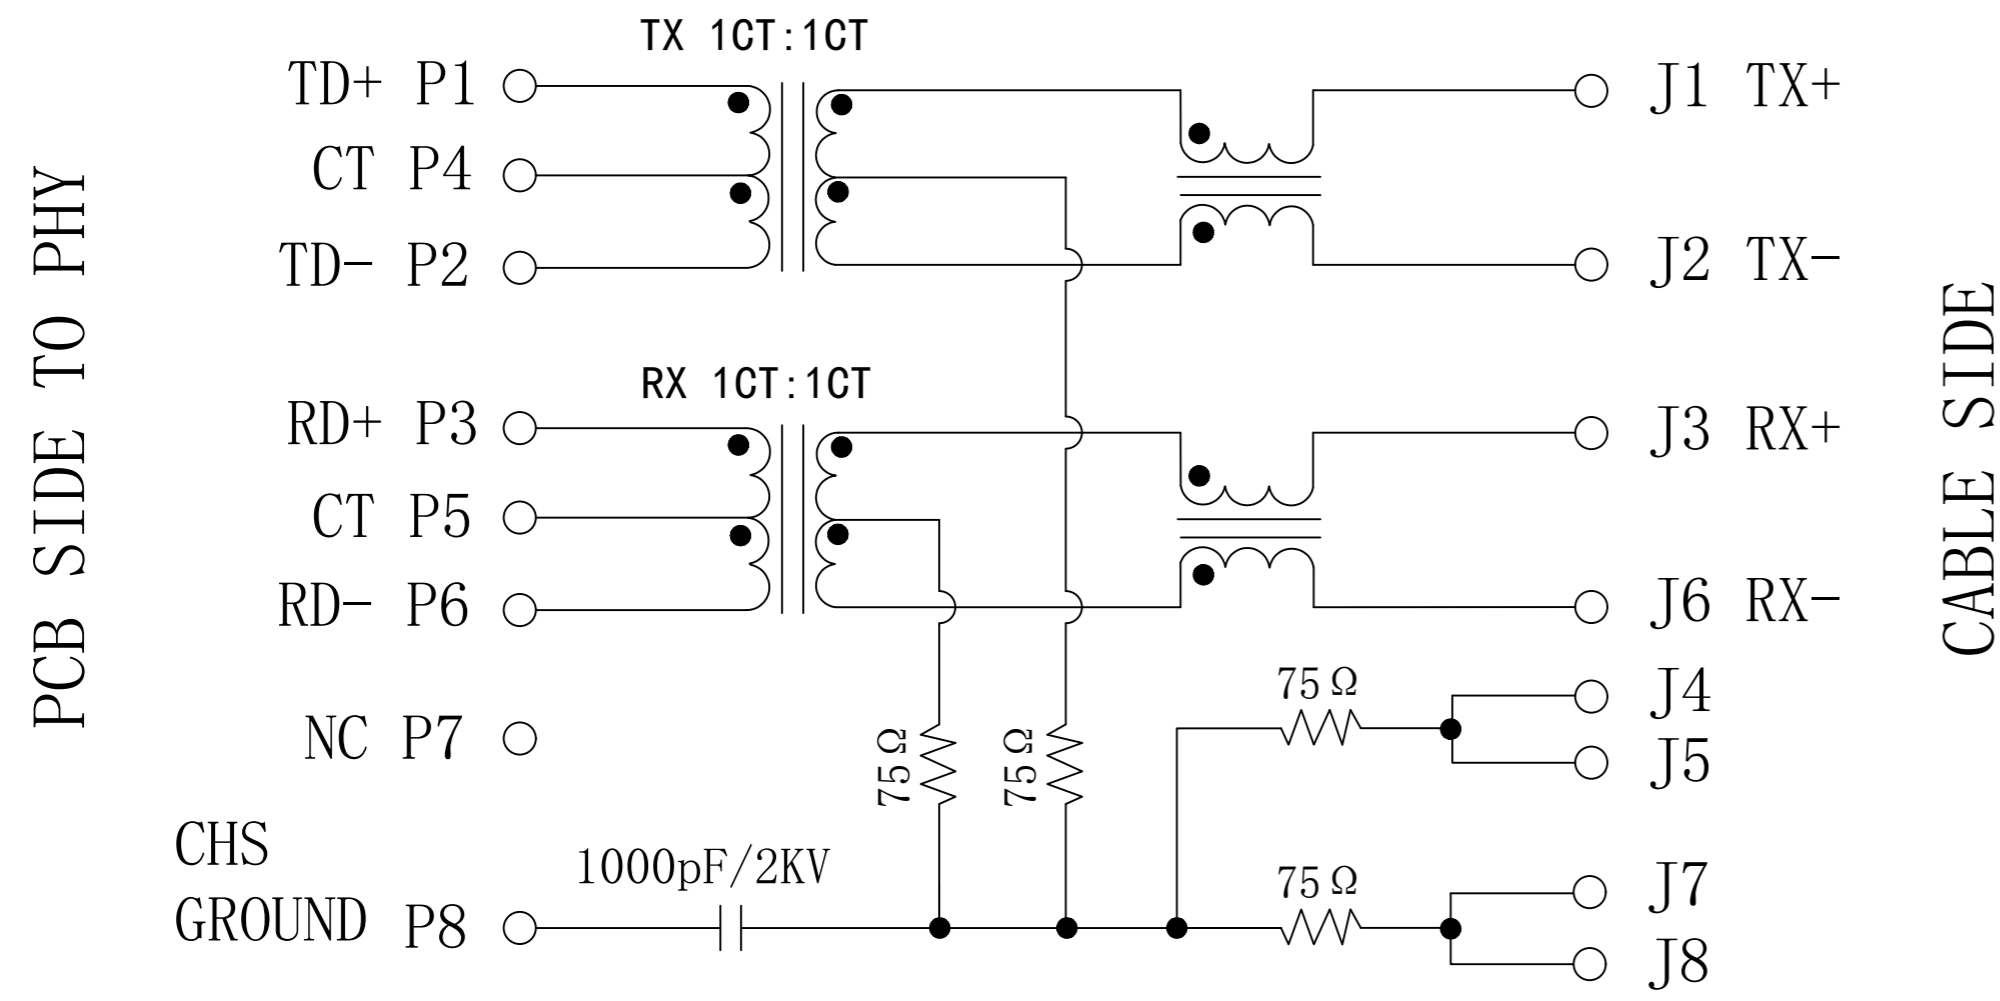 TX 1CT:1CT
TD+ P1
CT P4
TD- P2
J1 TX+
J2 TX-
PCB SIDE TO PHY
CABLE SIDE
RX 1CT:1CT
RD+ P3
CT P5
RD- P6
J3 RX+
J6 RX-
NC P7
75Ω
75Ω
75Ω
J4
J5
CHS
GROUND P8
1000pF/2KV
75Ω
J7
J8